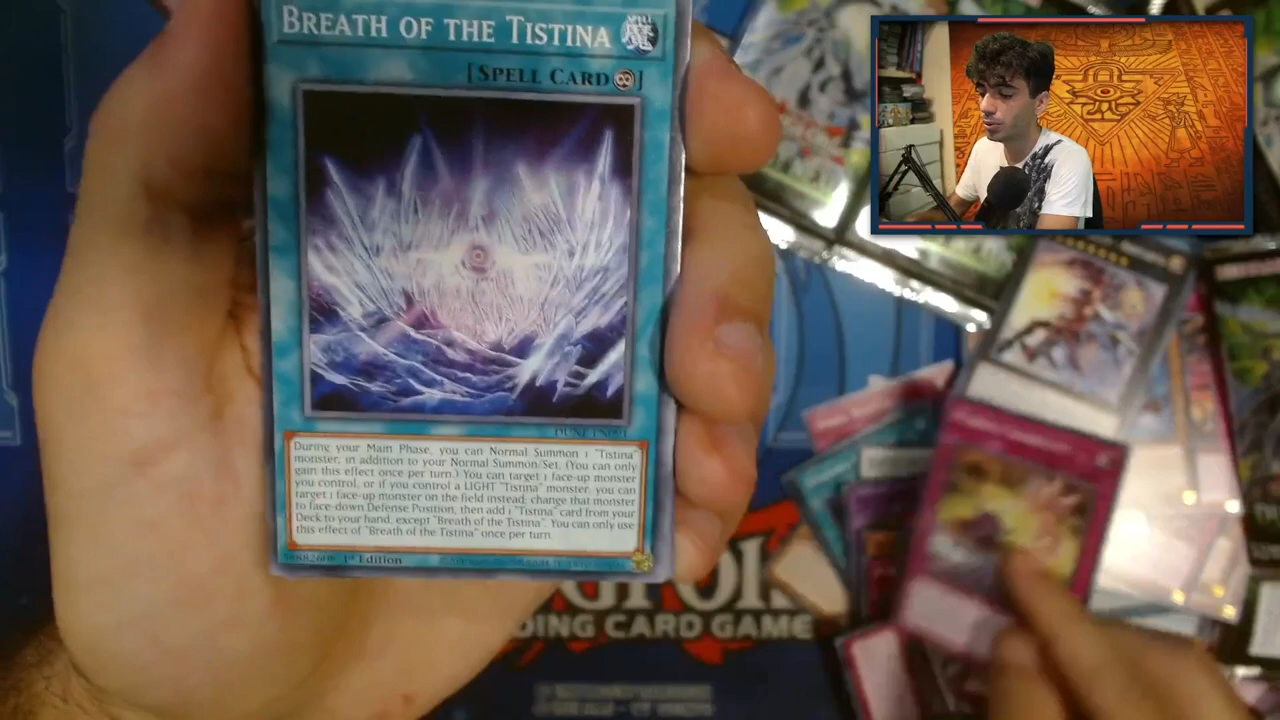 BREATH OF THE TISTINA
[SPELL CARD]
DUNE-EN091
During your Main Phase, you can Normal Summon 1 "Tistina"
monster, in addition to your Normal Summon/Set. (You can only
gain this effect once per turn.) You can target 1 face-up monster
you control, or if you control a LIGHT "Tistina" monster, you can
target 1 face-up monster on the field instead; change that monster
to face-down Defense Position, then add 1 "Tistina" card from your
Deck to your hand, except "Breath of the Tistina". You can only use
this effect of "Breath of the Tistina" once per turn.
1st Edition
DING CARD GAME